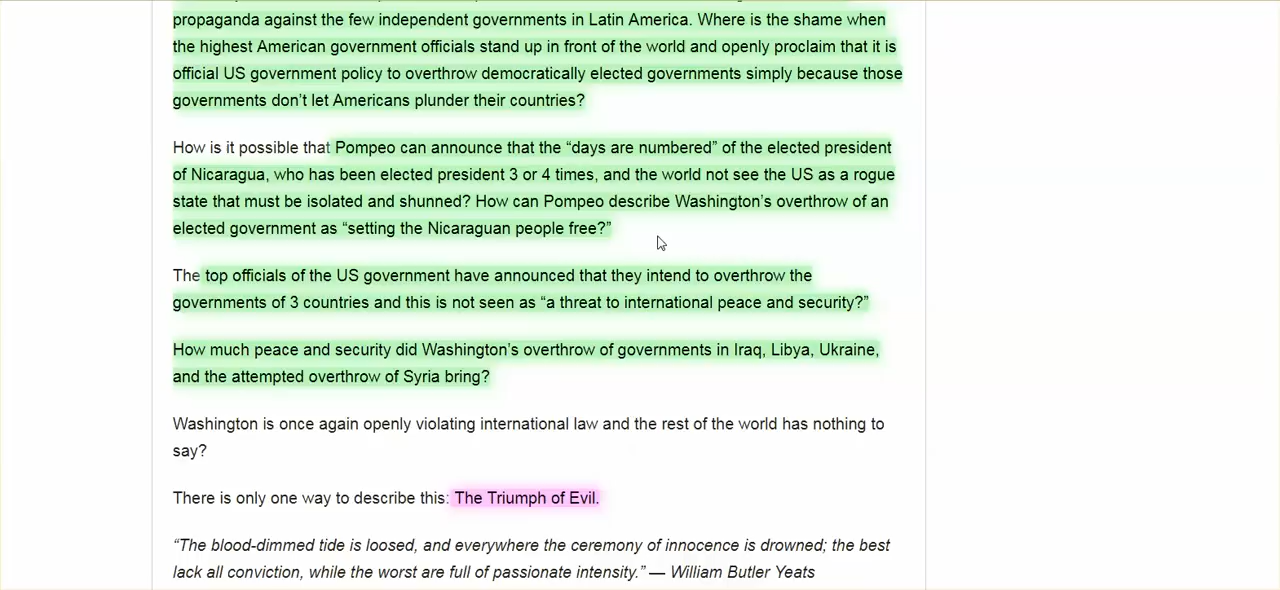 propaganda against the few independent governments in Latin America. Where is the shame when
the highest American government officials stand up in front of the world and openly proclaim that it is
official US government policy to overthrow democratically elected governments simply because those
governments don’t let Americans plunder their countries?
How is it possible that Pompeo can announce that the “days are numbered” of the elected president
of Nicaragua, who has been elected president 3 or 4 times, and the world not see the US as a rogue
state that must be isolated and shunned? How can Pompeo describe Washington’s overthrow of an
elected government as “setting the Nicaraguan people free?”
The top officials of the US government have announced that they intend to overthrow the
governments of 3 countries and this is not seen as “a threat to international peace and security?”
How much peace and security did Washington’s overthrow of governments in Iraq, Libya, Ukraine,
and the attempted overthrow of Syria bring?
Washington is once again openly violating international law and the rest of the world has nothing to
say?
There is only one way to describe this: The Triumph of Evil.
“The blood-dimmed tide is loosed, and everywhere the ceremony of innocence is drowned; the best
lack all conviction, while the worst are full of passionate intensity.” — William Butler Yeats